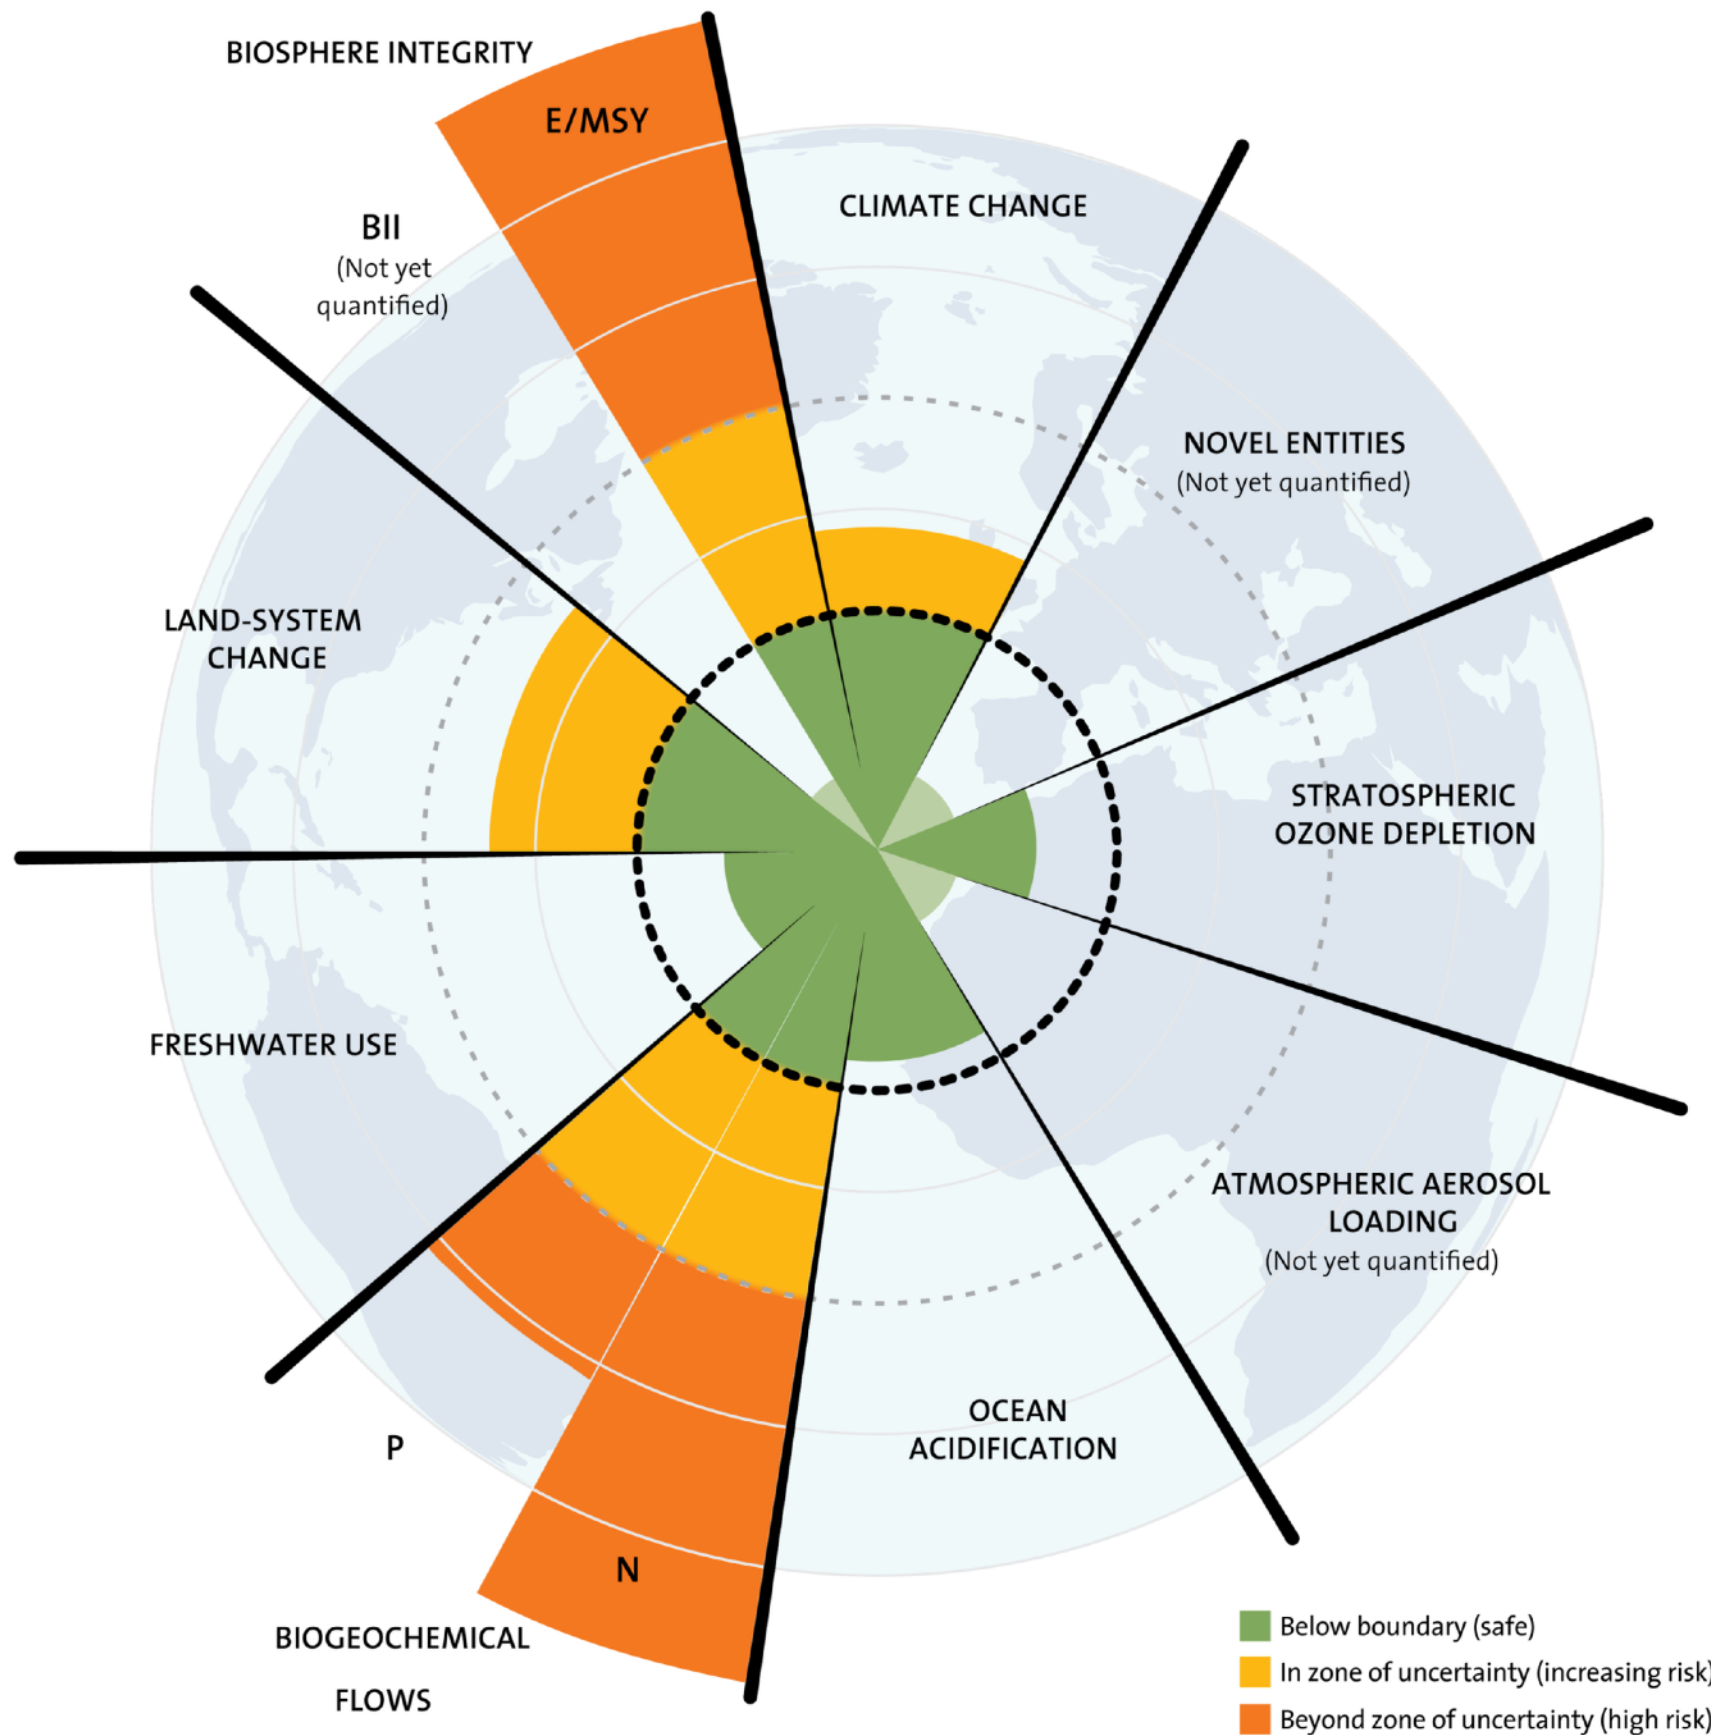 BIOSPHERE INTEGRITY
E/MSY
CLIMATE CHANGE
BII
(Not yet
quantified)
NOVEL ENTITIES
(Not yet quantified)
LAND-SYSTEM
CHANGE
STRATOSPHERIC
OZONE DEPLETION
FRESHWATER USE
ATMOSPHERIC AEROSOL
LOADING
(Not yet quantified)
OCEAN
ACIDIFICATION
P
N
BIOGEOCHEMICAL
FLOWS
Below boundary (safe)
In zone of uncertainty (increasing risk)
Beyond zone of uncertainty (high risk)